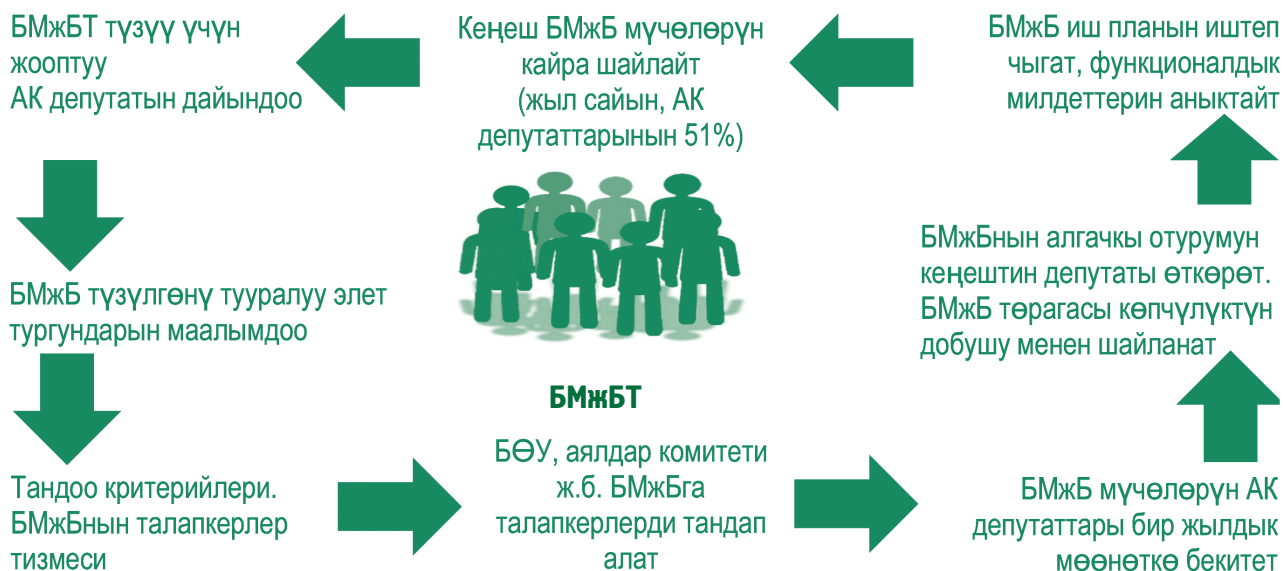 БМжБТ түзүү үчүн
жооптуу
АК депутатын дайындоо
Кеңеш БМжБ мүчөлөрүн
кайра шайлайт
(жыл сайын, АК
депутаттарынын 51%)
БМжБ иш планын иштеп
чыгат, функционалдык
милдеттерин аныктайт
БМжБ түзүлгөнү тууралуу элет
тургундарын маалымдоо
БМжБнын алгачкы отурумун
кеңештин депутаты өткөрөт.
БМжБ төрагасы көпчүлүктүн
добушу менен шайланат
БМжБТ
Тандоо критерийлери.
БМжБнын талапкерлер
тизмеси
БӨУ, аялдар комитети
ж.б. БМжБга
талапкерлерди тандап
алат
БМжБ мүчөлөрүн АК
депутаттары бир жылдык
мөөнөткө бекитет